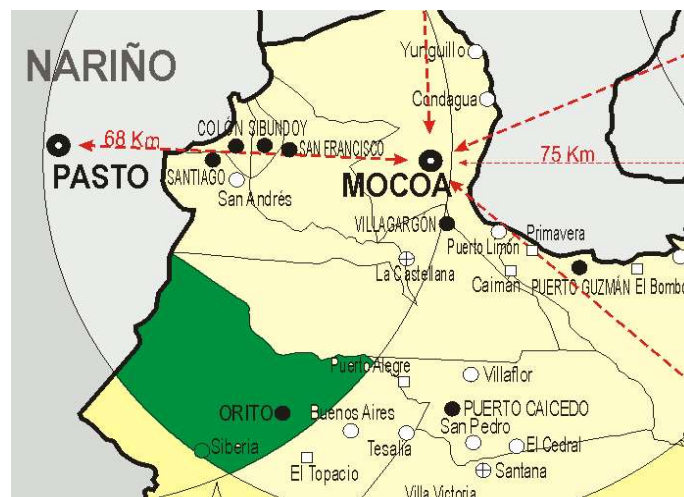 Yunguillo
NARIÑO
Condagua
68 Km
COLÓN SIBUNDOY
SAN FRANCISCO
75 Km
PASTO
SANTIAGO
MOCOA
San Andrés
VILLAGARGÓN
Primavera
Puerto Limón
La Castellana
Caimán
PUERTO GUZMÁN
El Bombo
Puerto Alegre
Villaflor
ORITO
Buenos Aires
PUERTO CAICEDO
San Pedro
Siberia
Tesalia
El Cedral
El Topacio
Santana
Villa Victoria